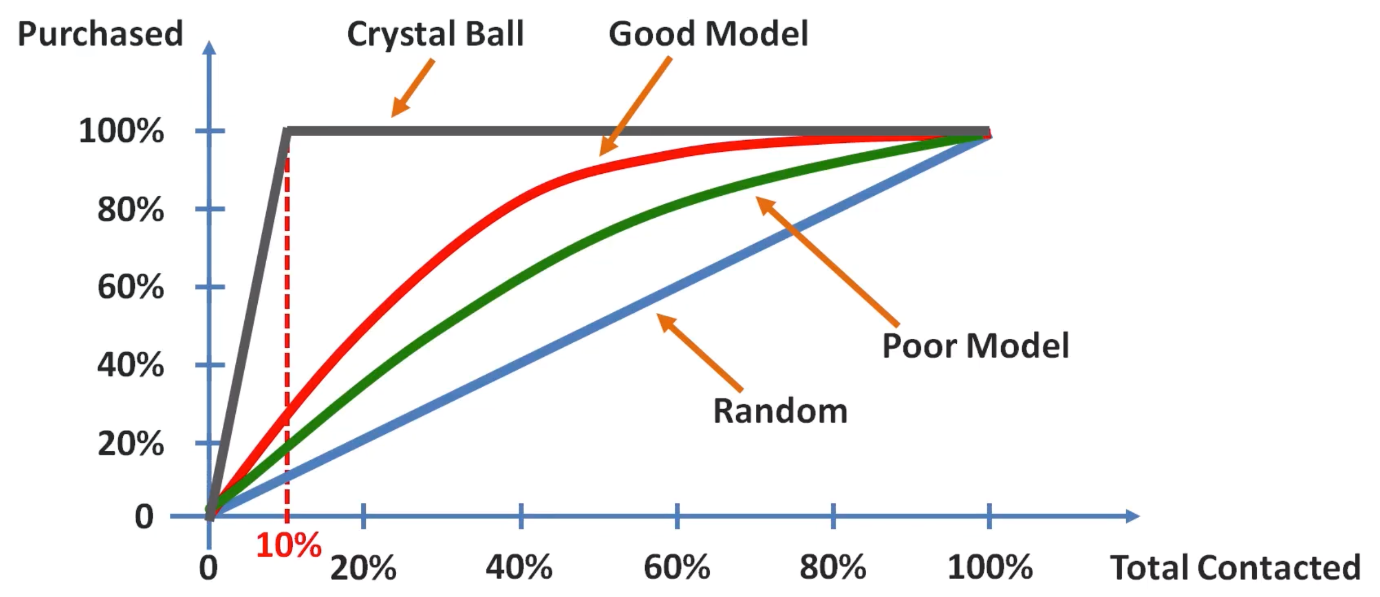 Purchased
Crystal Ball
Good Model
100%
80%
60%
40%
20%
0
Poor Model
Random
10%
0
20%
40%
60%
80%
100%
Total Contacted